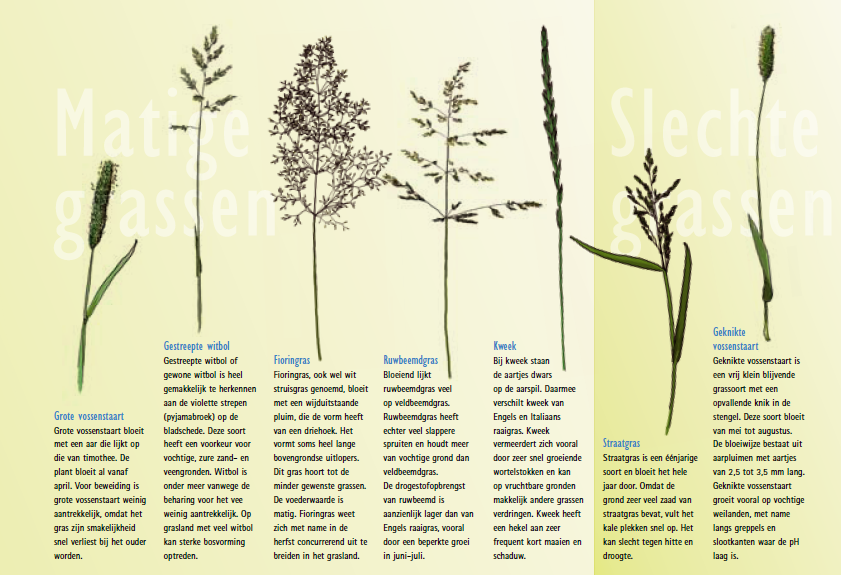 Matige
grassen
Slechte
grassen
Grote vossenstaart
Grote vossenstaart bloeit
met een aar die lijkt op
die van timothee. De
plant bloeit al vanaf
april. Voor beweiding is
grote vossenstaart weinig
aantrekkelijk, omdat het
gras zijn smakelijkheid
snel verliest bij het ouder
worden.
Gestreepte witbol
Gestreepte witbol of
gewone witbol is heel
gemakkelijk te herkennen
aan de violette strepen
(pyjamabroek) op de
bladschede. Deze soort
heeft een voorkeur voor
vochtige, zure zand- en
veengronden. Witbol is
onder meer vanwege de
beharing voor het vee
weinig aantrekkelijk. Op
grasland met veel witbol
kan sterke bosvorming
optreden.
Fioringras
Fioringras, ook wel wit
struisgras genoemd, bloeit
met een wijduitstaande
pluim, die de vorm heeft
van een driehoek. Het
vormt soms heel lange
bovengrondse uitlopers.
Dit gras hoort tot de
minder gewenste grassen.
De voederwaarde is
matig. Fioringras weet
zich met name in de
herfst concurrerend uit te
breiden in het grasland.
Ruwbeemdgras
Bloeiend lijkt
ruwbeemdgras veel
op veldbeemdgras.
Ruwbeemdgras heeft
echter veel slappere
spruiten en houdt meer
van vochtige grond dan
veldbeemdgras.
De drogestofopbrengst
van ruwbeemd is
aanzienlijk lager dan van
Engels raaigras, vooral
door een beperkte groei
in juni-juli.
Kweek
Bij kweek staan
de aartjes dwars
op de aarspil. Daarmee
verschilt kweek van
Engels en Italiaans
raaigras. Kweek
vermeerdert zich vooral
door zeer snel groeiende
wortelstokken en kan
op vruchtbare gronden
makkelijk andere grassen
verdringen. Kweek heeft
een hekel aan zeer
frequent kort maaien en
schaduw.
Straatgras
Straatgras is een éénjarige
soort en bloeit het hele
jaar door. Omdat de
grond zeer veel zaad van
straatgras bevat, vult het
kale plekken snel op. Het
kan slecht tegen hitte en
droogte.
Geknikte
vossenstaart
Geknikte vossenstaart is
een vrij klein blijvende
grassoort met een
opvallende knik in de
stengel. Deze soort bloeit
van mei tot augustus.
De bloeiwijze bestaat uit
aarpluimen met aartjes
van 2,5 tot 3,5 mm lang.
Geknikte vossenstaart
groeit vooral op vochtige
weilanden, met name
langs greppels en
slootkanten waar de pH
laag is.